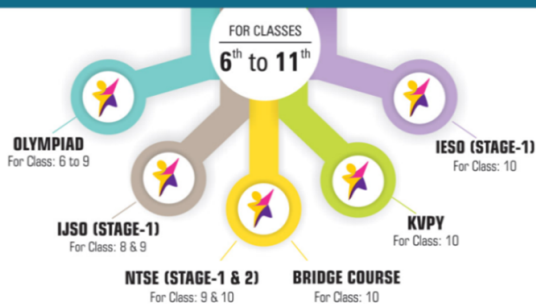 FOR CLASSES
6th to 11th
OLYMPIAD
For Class: 6 to 9
IESO (STAGE-1)
For Class: 10
IJSO (STAGE-1)
For Class: 8 & 9
KVPY
For Class: 10
NTSE (STAGE-1 & 2)
For Class: 9 & 10
BRIDGE COURSE
For Class: 10